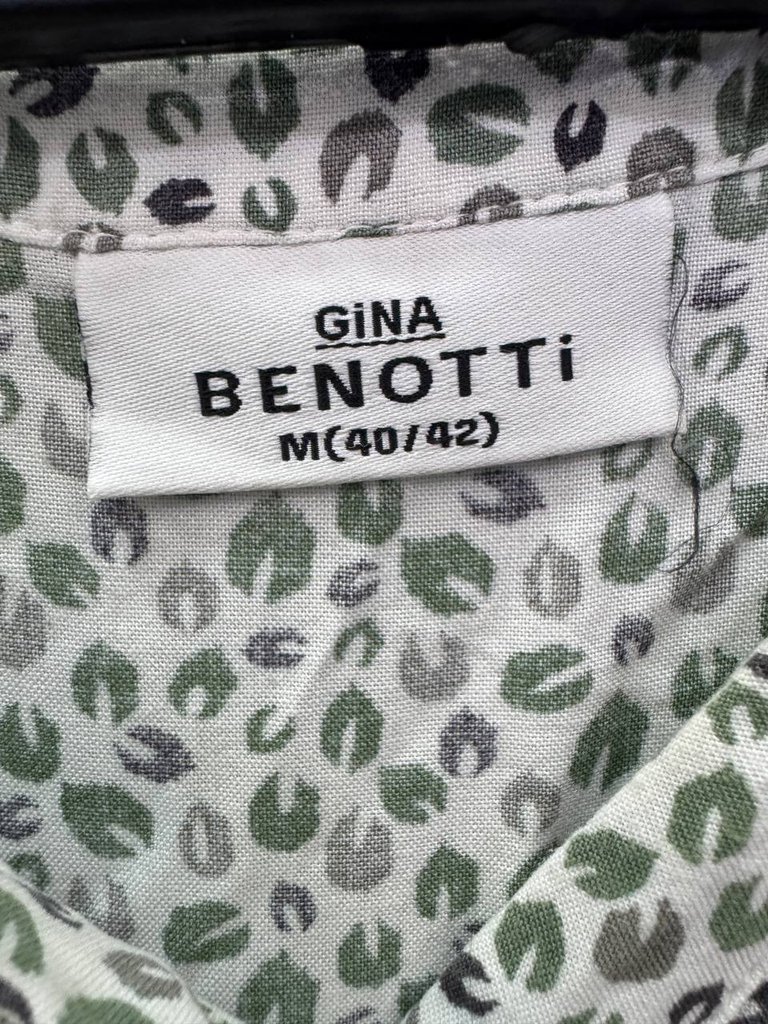 GiNA
BENOTTi
M(40/42)